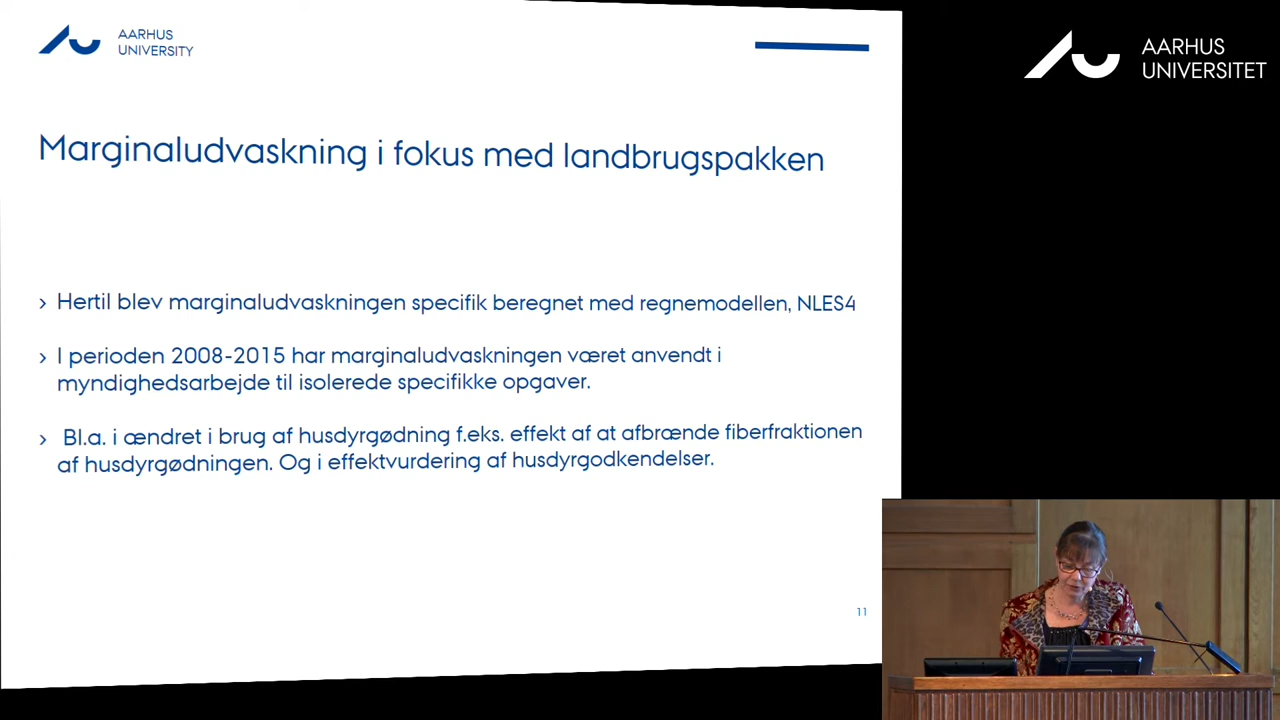 AARHUS
UNIVERSITY
AARHUS
UNIVERSITET
Marginaludvaskning i fokus med landbrugspakken
› Hertil blev marginaludvaskningen specifik beregnet med regnemodellen, NLES4
› I perioden 2008-2015 har marginaludvaskningen været anvendt i
myndighedsarbejde til isolerede specifikke opgaver.
› Bl.a. i ændret i brug af husdyrgødning f.eks. effekt af at afbrænde fiberfraktionen
af husdyrgødningen. Og i effektvurdering af husdyrgodkendelser.
11